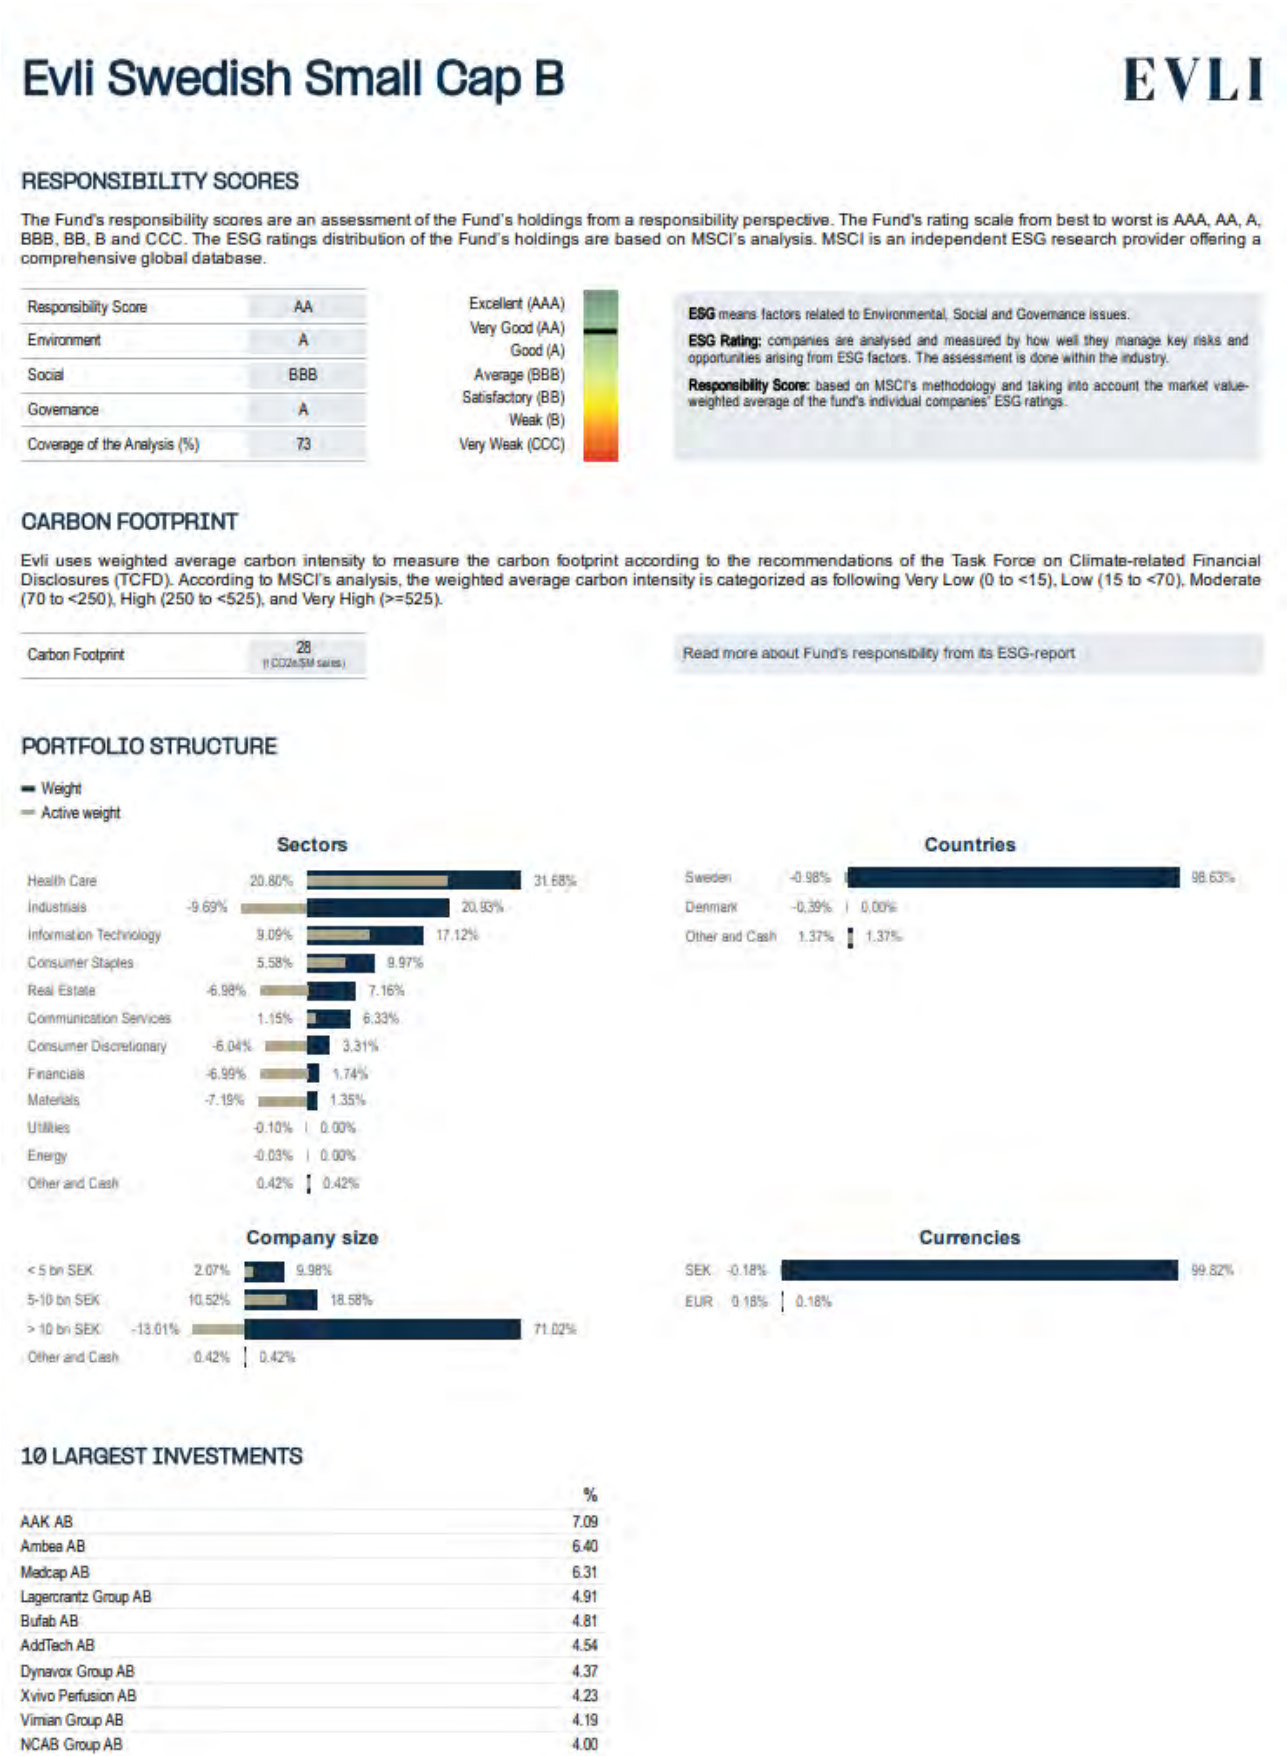 Evli Swedish Small Cap B
EVLI
RESPONSIBILITY SCORES
The Fund's responsibility scores are an assessment of the Fund's holdings from a responsibility perspective. The Fund's rating scale from best to worst is AAA, AA, A,
BBB, BB, B and CCC. The ESG ratings distribution of the Fund's holdings are based on MSCI's analysis. MSCI is an independent ESG research provider offering a
comprehensive global database.
Responsibility Score AA
Environment A
Social BBB
Governance A
Coverage of the Analysis (%) 73
Excellent (AAA)
Very Good (AA)
Good (A)
Average (BBB)
Satisfactory (BB)
Weak (B)
Very Weak (CCC)
ESG means factors related to Environmental, Social and Governance issues.
ESG Rating: companies are analysed and measured by how well they manage key risks and
opportunities arising from ESG factors. The assessment is done within the industry.
Responsibility Score: based on MSCI's methodology and taking into account the market value-
weighted average of the fund's individual companies' ESG ratings.
CARBON FOOTPRINT
Evli uses weighted average carbon intensity to measure the carbon footprint according to the recommendations of the Task Force on Climate-related Financial
Disclosures (TCFD). According to MSCI's analysis, the weighted average carbon intensity is categorized as following Very Low (0 to <15), Low (15 to <70), Moderate
(70 to <250), High (250 to <525), and Very High (>=525).
Carbon Footprint 28
(t CO2e/$M sales)
Read more about Fund's responsibility from its ESG-report
PORTFOLIO STRUCTURE
Weight
Active weight
Sectors
Health Care 20.80% 31.68%
Industrials -9.69% 20.93%
Information Technology 9.09% 17.12%
Consumer Staples 5.58% 9.97%
Real Estate -6.98% 7.16%
Communication Services 1.15% 6.33%
Consumer Discretionary -6.04% 3.31%
Financials -6.99% 1.74%
Materials -7.19% 1.35%
Utilities -0.10% 0.00%
Energy -0.03% 0.00%
Other and Cash 0.42% 0.42%
Countries
Sweden -0.98% 98.63%
Denmark -0.39% 0.00%
Other and Cash 1.37% 1.37%
Company size
< 5 bn SEK 2.07% 9.98%
5-10 bn SEK 10.52% 18.58%
> 10 bn SEK -13.01% 71.02%
Other and Cash 0.42% 0.42%
Currencies
SEK -0.18% 99.82%
EUR 0.18% 0.18%
10 LARGEST INVESTMENTS
%
AAK AB 7.09
Ambea AB 6.40
Medcap AB 6.31
Lagercrantz Group AB 4.91
Bufab AB 4.81
AddTech AB 4.54
Dynavox Group AB 4.37
Xvivo Perfusion AB 4.23
Vimian Group AB 4.19
NCAB Group AB 4.00